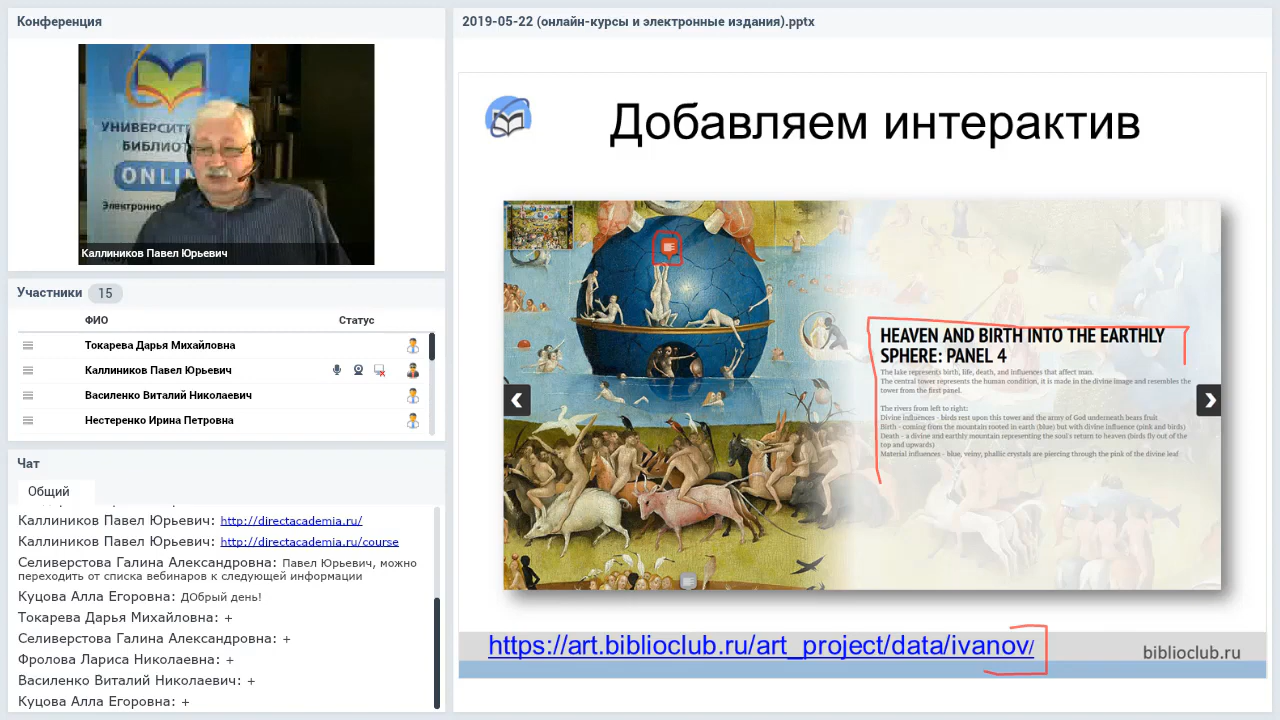 Конференция
УНИВЕРСИТ
БИБЛИОТ
ONLIN
Электронно
Каллиников Павел Юрьевич
Участники 15
ФИО Статус
Токарева Дарья Михайловна
Каллиников Павел Юрьевич
Василенко Виталий Николаевич
Нестеренко Ирина Петровна
Чат
Общий
Каллиников Павел Юрьевич: http://directacademia.ru/
Каллиников Павел Юрьевич: http://directacademia.ru/course
Селиверстова Галина Александровна: Павел Юрьевич, можно
переходить от списка вебинаров к следующей информации
Куцова Алла Егоровна: ДОбрый день!
Токарева Дарья Михайловна: +
Селиверстова Галина Александровна: +
Фролова Лариса Николаевна: +
Василенко Виталий Николаевич: +
Куцова Алла Егоровна: +
2019-05-22 (онлайн-курсы и электронные издания).pptx
Добавляем интерактив
HEAVEN AND BIRTH INTO THE EARTHLY
SPHERE: PANEL 4
The lake represents birth, life, death, and influences that affect man.
The central tower represents the human condition, it is made in the divine image and resembles the
tower from the first panel.
The rivers from left to right:
Divine influences - birds rest upon this tower and the array of God underneath bears fruit
Birth - coming from the mountain rooted in earth (blue) but with divine influence (pink and birds)
Death - a divine and earthly mountain representing the soul's return to heaven (birds fly out of the
top and upwards)
Material influences - blue, veiny, phallic crystals are piercing through the pink of the divine leaf
https://art.biblioclub.ru/art_project/data/ivanov/
biblioclub.ru